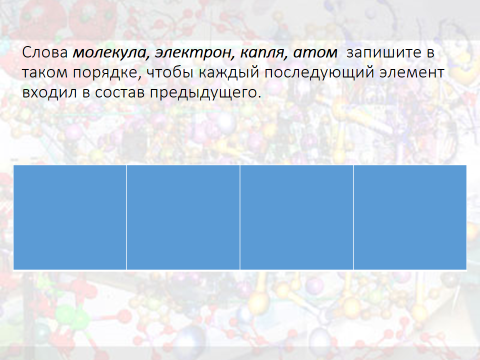 Слова молекула, электрон, капля, атом запишите в
таком порядке, чтобы каждый последующий элемент
входил в состав предыдущего.